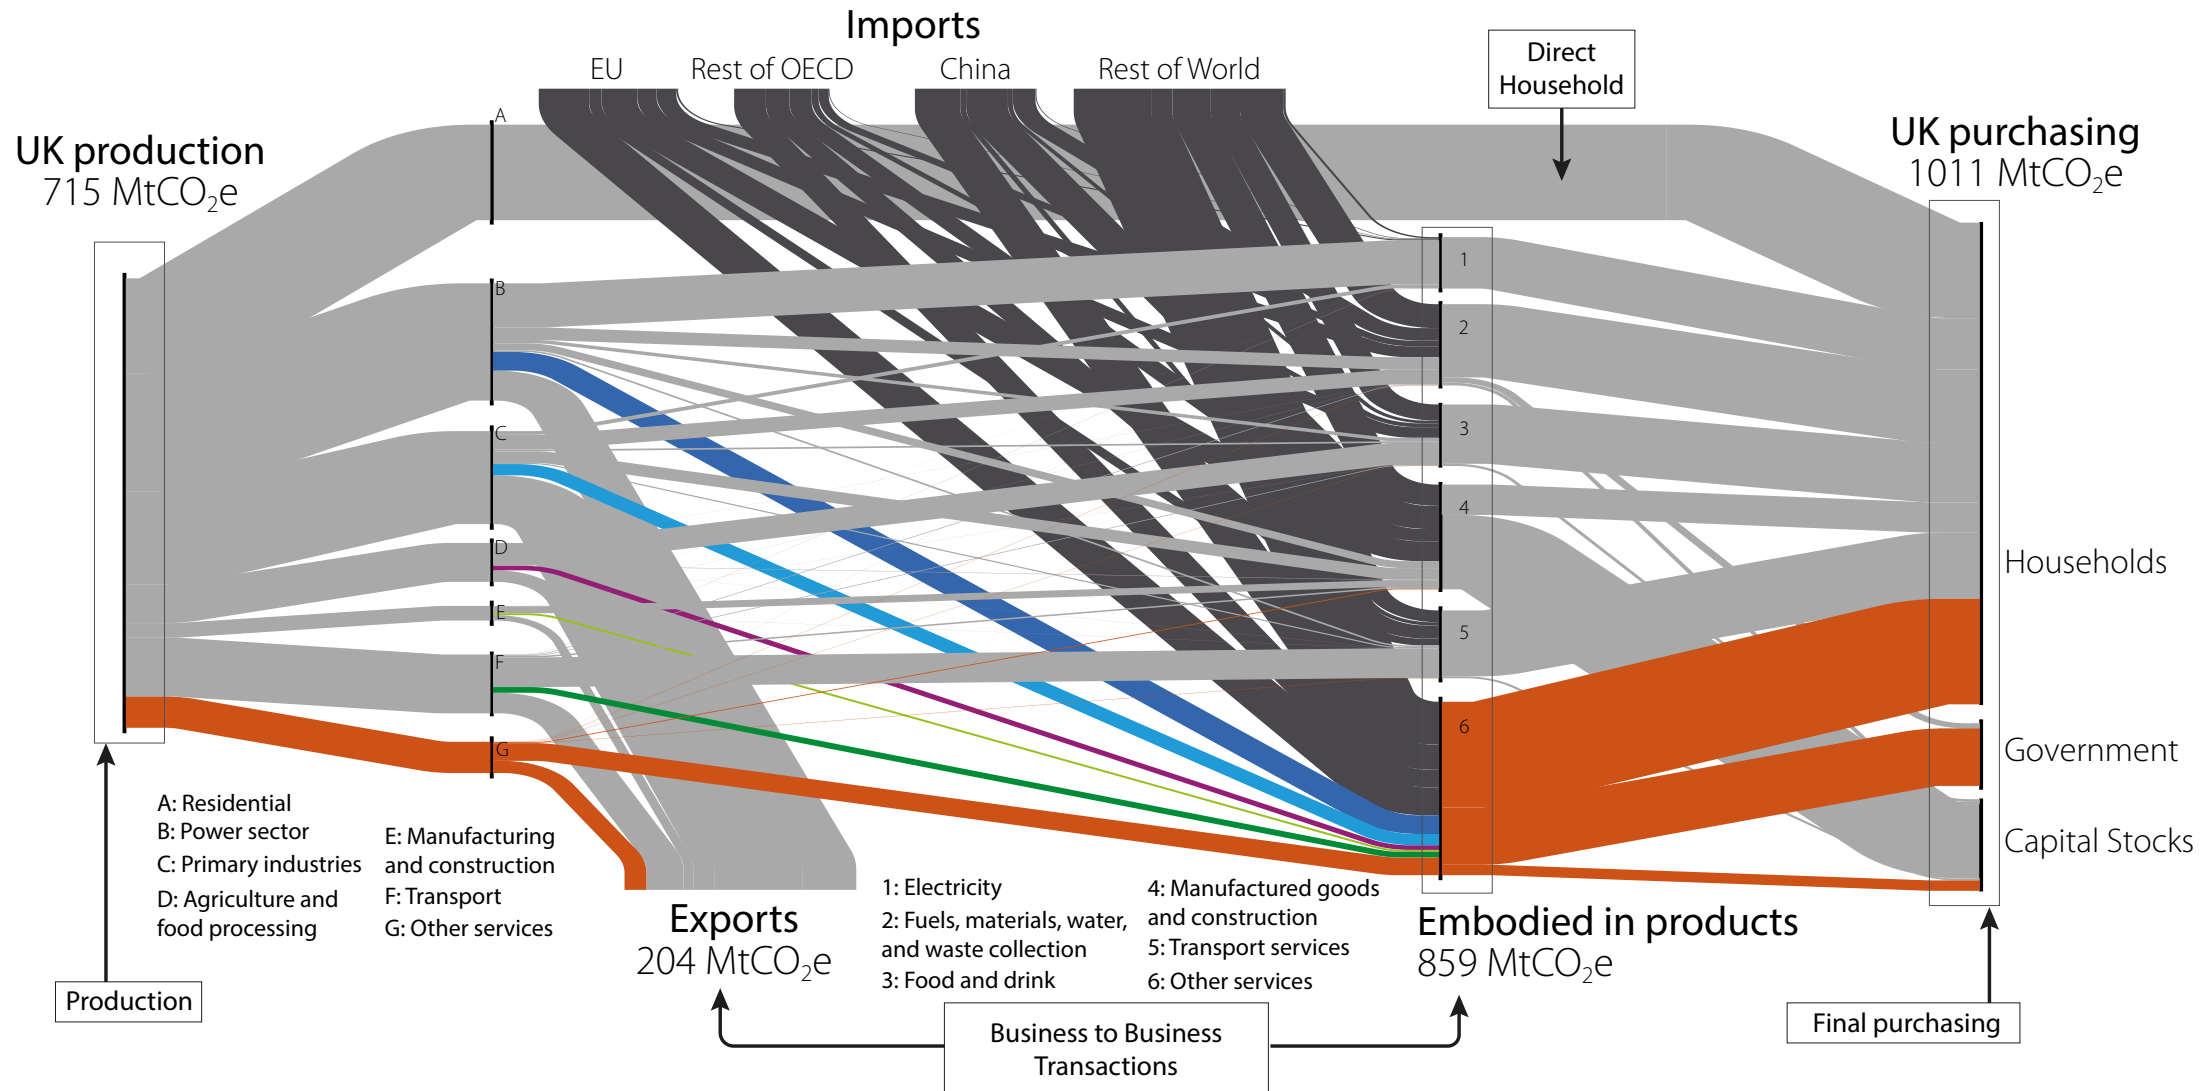 Imports
EU
Rest of OECD
China
Rest of World
Direct
Household
UK production
715 MtCO₂e
UK purchasing
1011 MtCO₂e
A
B
C
D
E
F
G
1
2
3
4
5
6
Households
Government
Capital Stocks
A: Residential
B: Power sector
C: Primary industries
D: Agriculture and
food processing
E: Manufacturing
and construction
F: Transport
G: Other services
Exports
204 MtCO₂e
1: Electricity
2: Fuels, materials, water,
and waste collection
3: Food and drink
4: Manufactured goods
and construction
5: Transport services
6: Other services
Embodied in products
859 MtCO₂e
Production
Business to Business
Transactions
Final purchasing